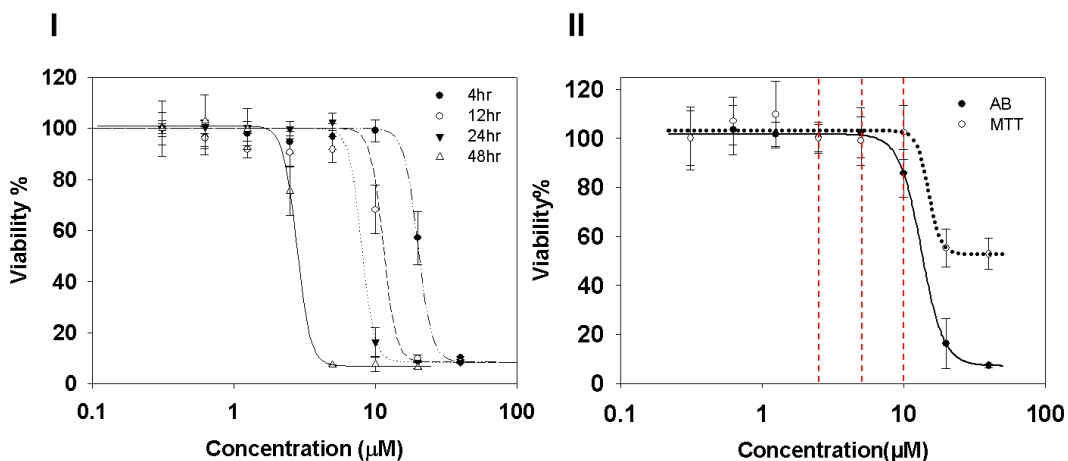 I
120
100
80
60
40
20
0
Viability %
0.1
1
10
100
Concentration (µM)
4hr
12hr
24hr
48hr
II
120
100
80
60
40
20
0
Viability%
0.1
1
10
100
Concentration(µM)
AB
MTT